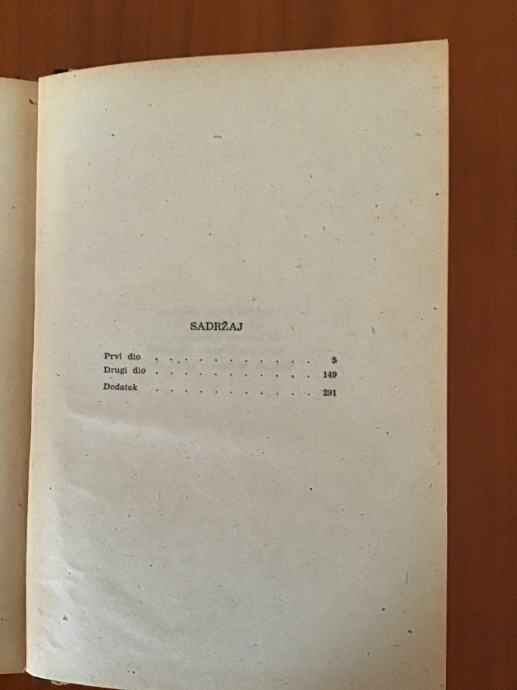 SADRŽAJ
Prvi dio . . . . . . . . . . . 5
Drugi dio . . . . . . . . . . . 149
Dodatak . . . . . . . . . . . 291